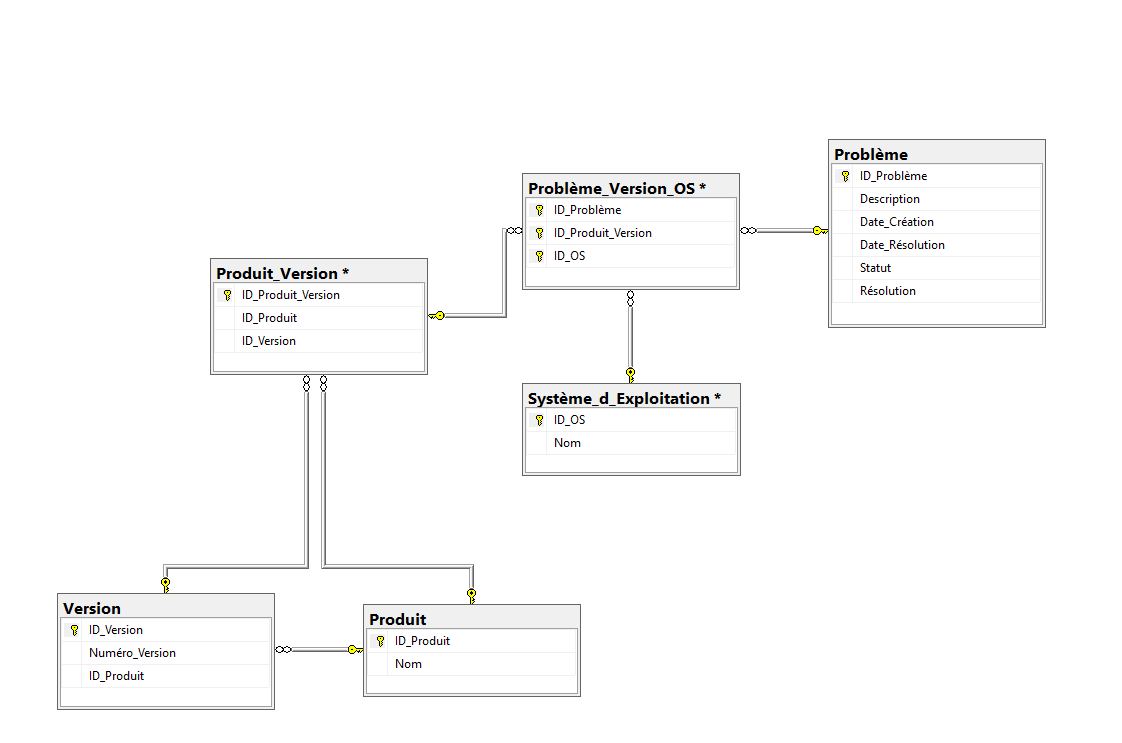 Problème
ID_Problème
Description
Date_Création
Date_Résolution
Statut
Résolution
Problème_Version_OS *
ID_Problème
ID_Produit_Version
ID_OS
Produit_Version *
ID_Produit_Version
ID_Produit
ID_Version
Système_d_Exploitation *
ID_OS
Nom
Version
ID_Version
Numéro_Version
ID_Produit
Produit
ID_Produit
Nom